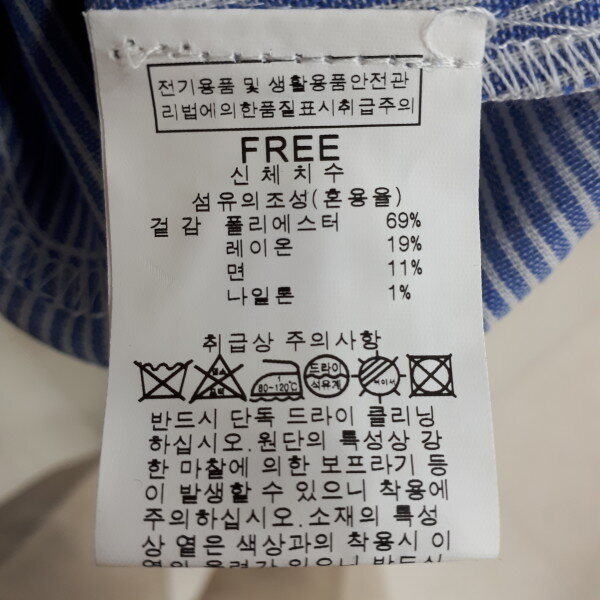 전기용품 및 생활용품안전관
리법에의한품질표시취급주의
FREE
신체치수
섬유의조성(혼용율)
겉감 폴리에스터 69%
레이온 19%
면 11%
나일론 1%
취급상 주의사항
80~120℃
드라이
석유계
반드시 단독 드라이 클리닝
하십시오.원단의 특성상 강
한 마찰에 의한 보프라기 등
이 발생할 수 있으니 착용에
주의하십시오.소재의 특성
상 옅은 색상과의 착용시 이